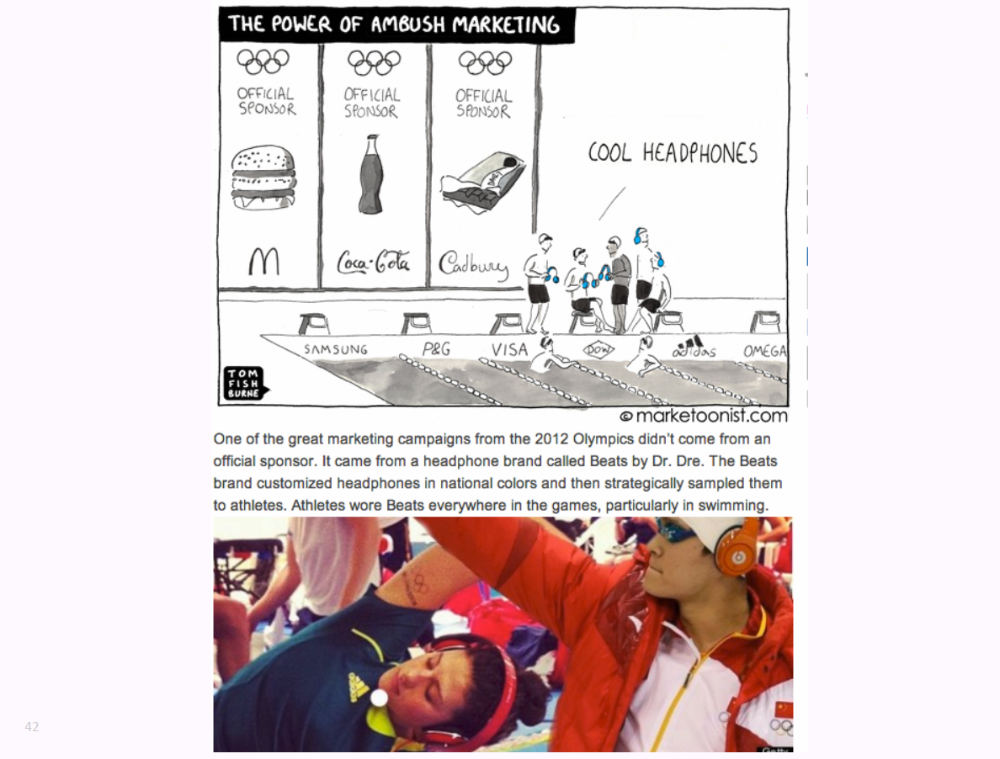 THE POWER OF AMBUSH MARKETING
OFFICIAL
SPONSOR
OFFICIAL
SPONSOR
OFFICIAL
SPONSOR
COOL HEADPHONES
M
Coca-Cola
Cadbury
SAMSUNG
P&G
VISA
DOW
adidas
OMEGA
TOM
FISH
BURNE
© marketoonist.com
One of the great marketing campaigns from the 2012 Olympics didn't come from an
official sponsor. It came from a headphone brand called Beats by Dr. Dre. The Beats
brand customized headphones in national colors and then strategically sampled them
to athletes. Athletes wore Beats everywhere in the games, particularly in swimming.
b
adidas
Getty
42